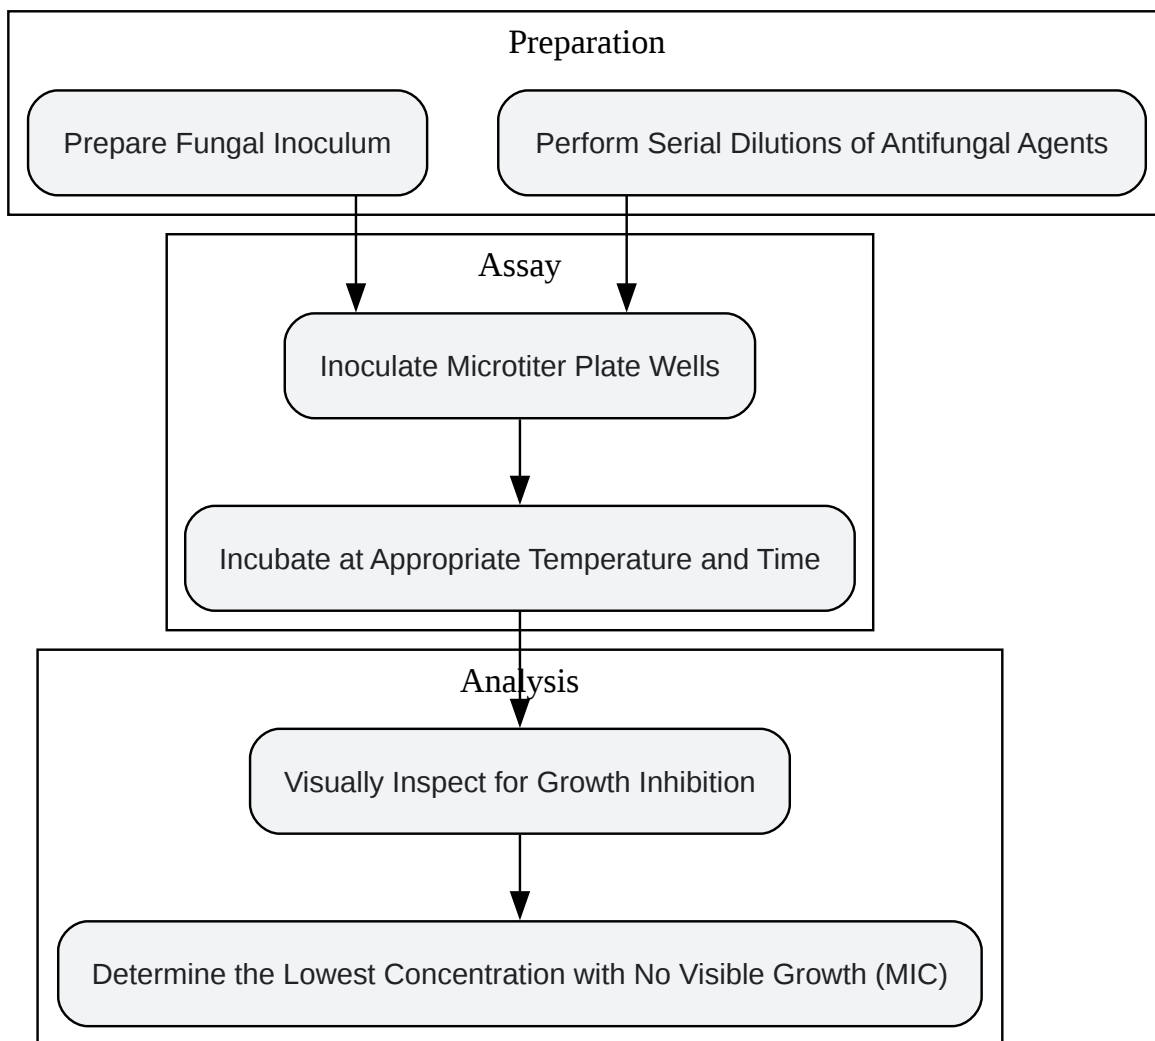 Preparation
Prepare Fungal Inoculum
Perform Serial Dilutions of Antifungal Agents
Assay
Inoculate Microtiter Plate Wells
Incubate at Appropriate Temperature and Time
Analysis
Visually Inspect for Growth Inhibition
Determine the Lowest Concentration with No Visible Growth (MIC)